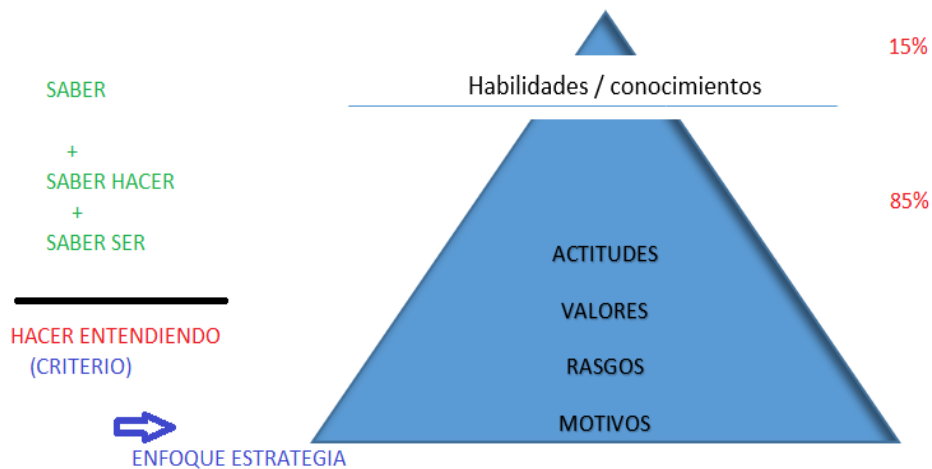 SABER
+
SABER HACER
+
SABER SER
HACER ENTENDIENDO
(CRITERIO)
ENFOQUE ESTRATEGIA
15%
Habilidades / conocimientos
85%
ACTITUDES
VALORES
RASGOS
MOTIVOS